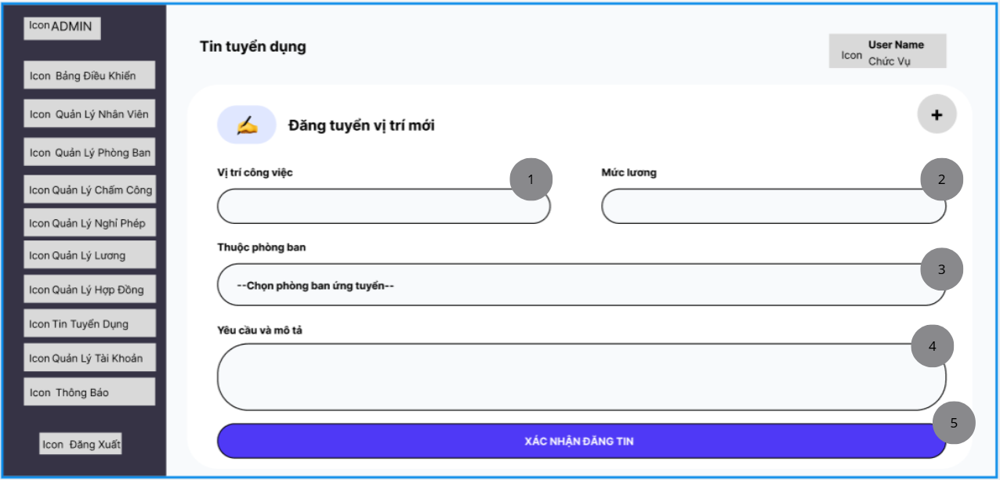 Icon ADMIN
Icon Bảng Điều Khiển
Icon Quản Lý Nhân Viên
Icon Quản Lý Phòng Ban
Icon Quản Lý Chấm Công
Icon Quản Lý Nghỉ Phép
Icon Quản Lý Lương
Icon Quản Lý Hợp Đồng
Icon Tin Tuyển Dụng
Icon Quản Lý Tài Khoản
Icon Thông Báo
Icon Đăng Xuất
Tin tuyển dụng
User Name
Icon Chức Vụ
Đăng tuyển vị trí mới
+
Vị trí công việc
1
Mức lương
2
Thuộc phòng ban
3
--Chọn phòng ban ứng tuyển--
Yêu cầu và mô tả
4
5
XÁC NHẬN ĐĂNG TIN